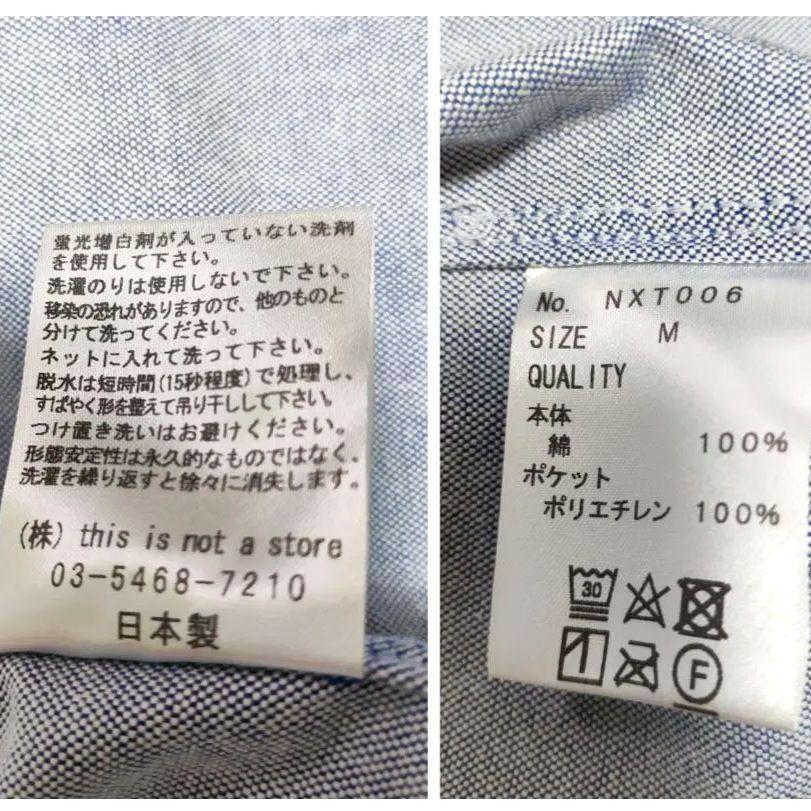 蛍光増白剤が入っていない洗剤
を使用して下さい。
洗濯のりは使用しないで下さい。
移染の恐れがありますので、他のものと
分けて洗ってください。
ネットに入れて洗って下さい。
脱水は短時間(15秒程度)で処理し、
すばやく形を整えて吊り干しして下さい。
つけ置き洗いはお避けください。
形態安定性は永久的なものではなく、
洗濯を繰り返すと徐々に消失します。
(株) this is not a store
03-5468-7210
日本製
No. NXT006
SIZE M
QUALITY
本体
綿 100%
ポケット
ポリエチレン 100%
30
F